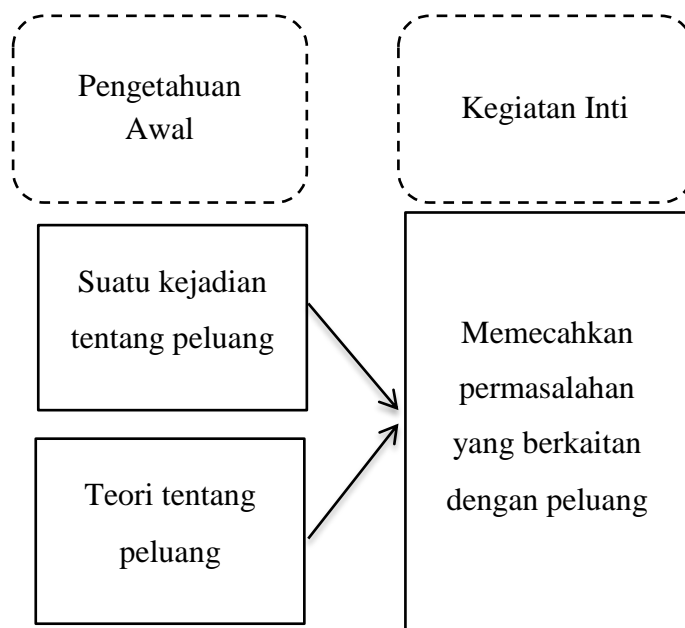 Pengetahuan
Awal
Kegiatan Inti
Suatu kejadian
tentang peluang
Teori tentang
peluang
Memecahkan
permasalahan
yang berkaitan
dengan peluang